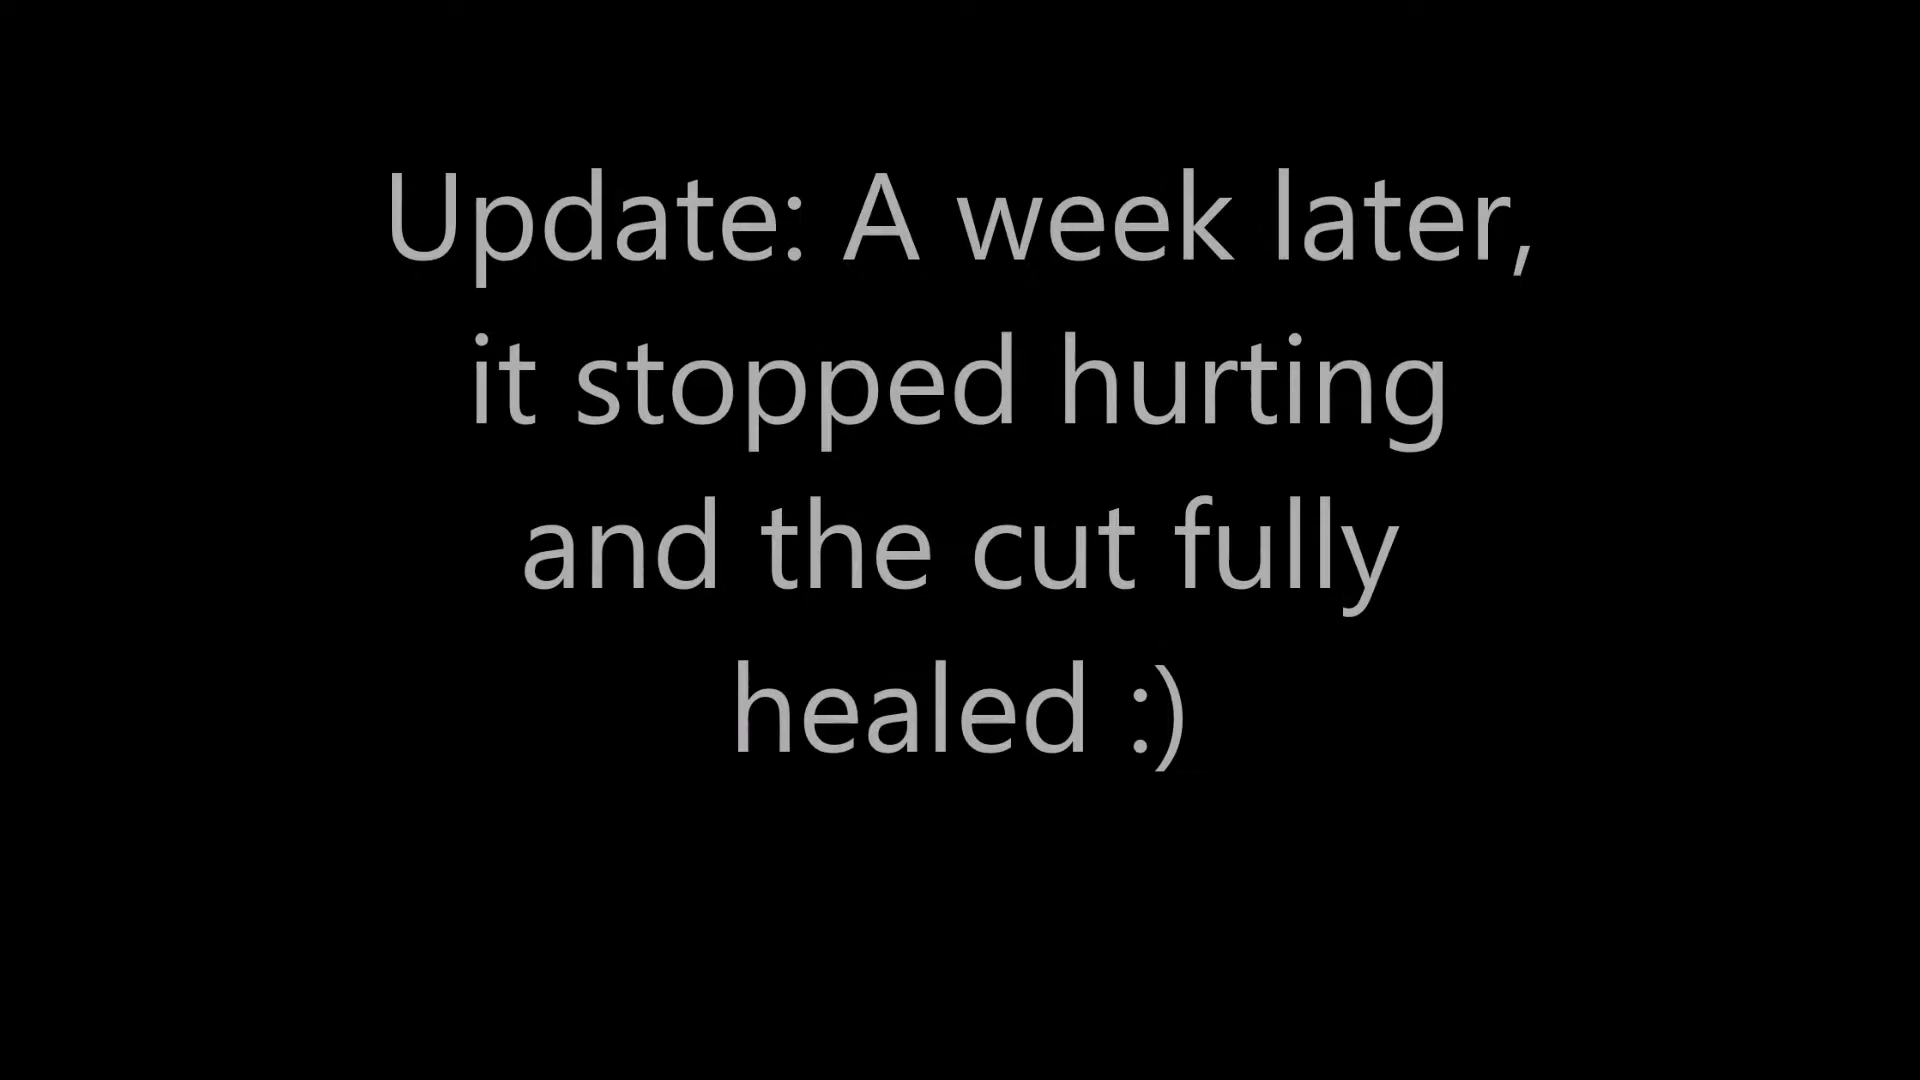 Update: A week later,
it stopped hurting
and the cut fully
healed :)